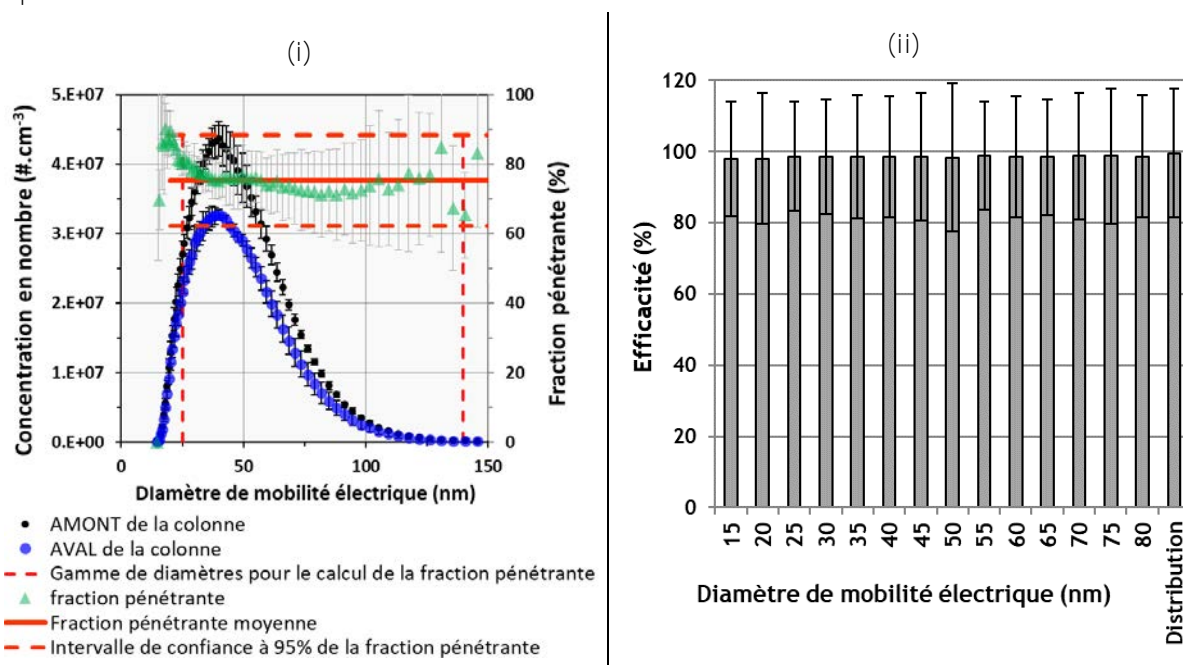 (i)
5.E+07
4.E+07
3.E+07
2.E+07
1.E+07
0.E+00
100
80
60
40
20
0
0
50
100
150
Concentration en nombre (#.cm-3)
Fraction pénétrante (%)
Diamètre de mobilité électrique (nm)
AMONT de la colonne
AVAL de la colonne
Gamme de diamètres pour le calcul de la fraction pénétrante
fraction pénétrante
Fraction pénétrante moyenne
Intervalle de confiance à 95% de la fraction pénétrante
(ii)
120
100
80
60
40
20
0
Efficacité (%)
15
20
25
30
35
40
45
50
55
60
65
70
75
80
Distribution
Diamètre de mobilité électrique (nm)